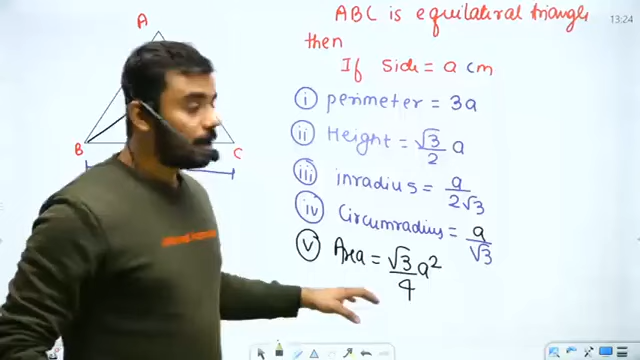 ABC is equilateral triangle
then
If side = a cm
(i) perimeter = 3a
(ii) Height = √3/2 a
(iii) inradius = a/2√3
(iv) Circumradius = a/√3
(v) Area = √3/4 a²
A
B
C
13:24